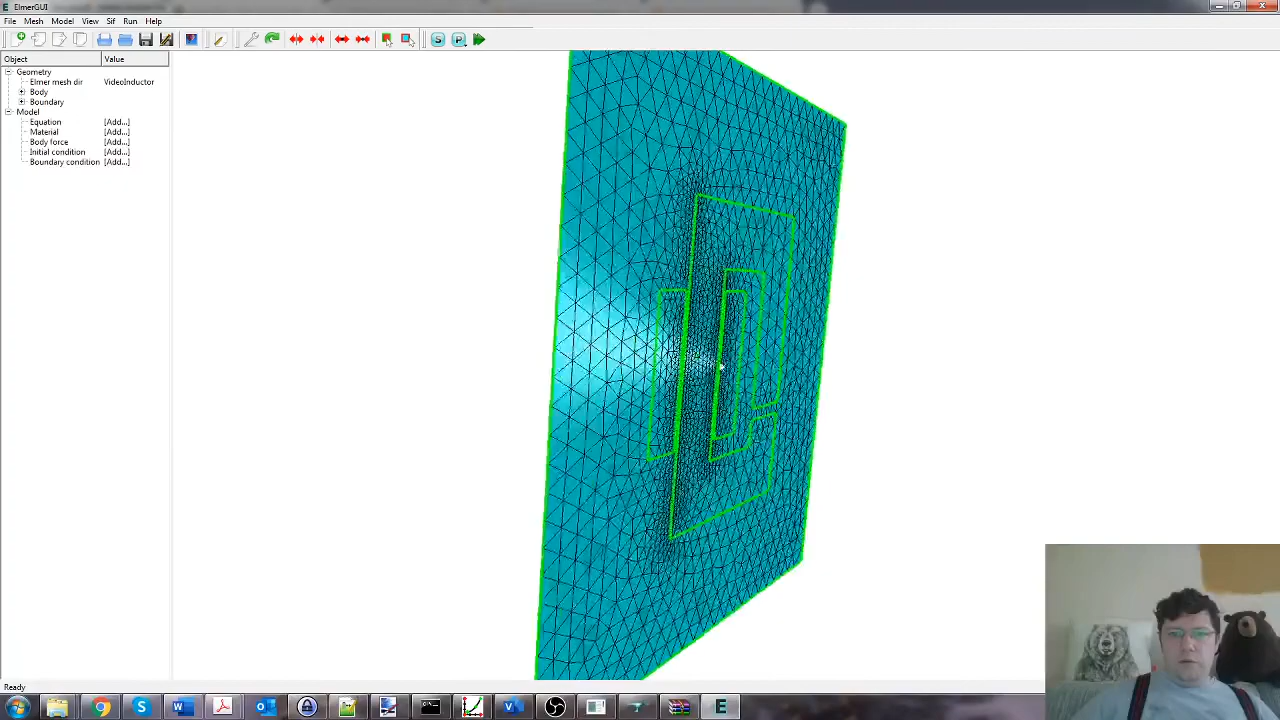 ElmerGUI
File Mesh Model View Sif Run Help
Object Value
Geometry
Elmer mesh dir VideoInductor
Body
Boundary
Model
Equation [Add...]
Material [Add...]
Body force [Add...]
Initial condition [Add...]
Boundary condition [Add...]
Ready